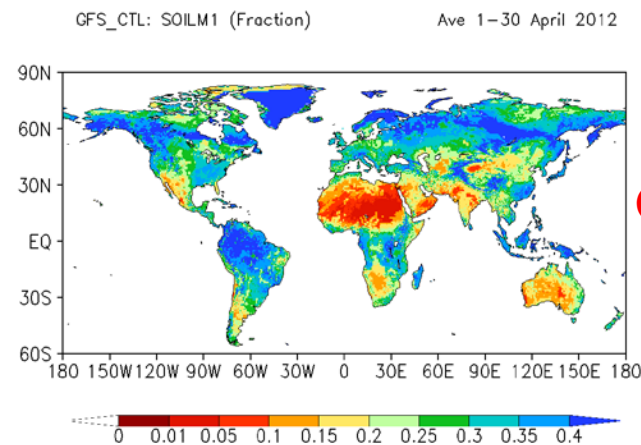 GFS_CTL: SOILM1 (Fraction) Ave 1–30 April 2012
90N
60N
30N
EQ
30S
60S
180 150W 120W 90W 60W 30W 0 30E 60E 90E 120E 150E 180
0 0.01 0.05 0.1 0.15 0.2 0.25 0.3 0.35 4